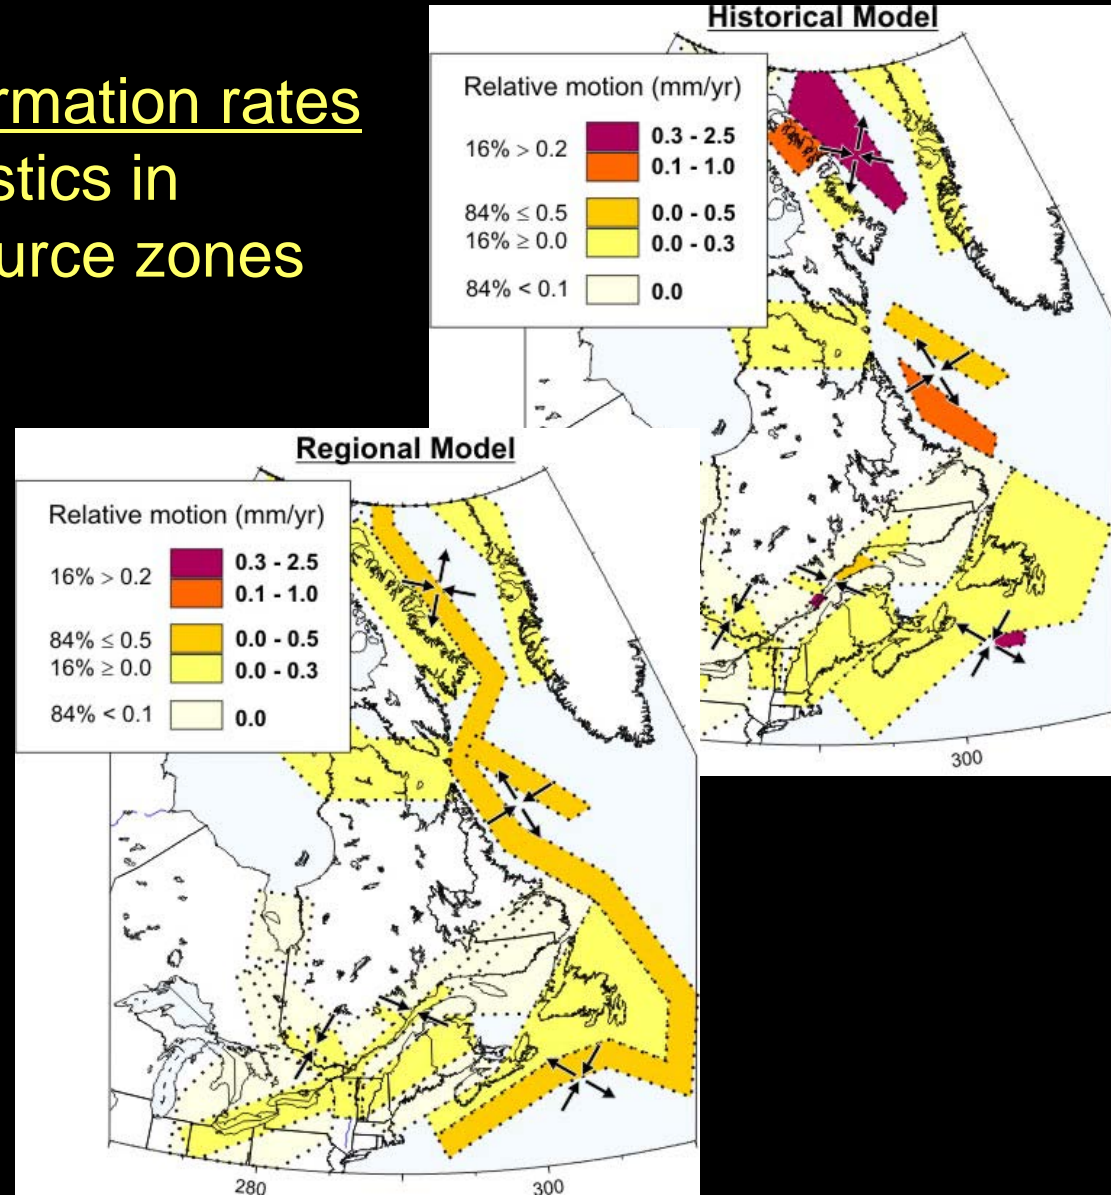 rmation rates
stics in
urce zones
Historical Model
Relative motion (mm/yr)
16% > 0.2
0.3 - 2.5
0.1 - 1.0
84% ≤ 0.5
0.0 - 0.5
16% ≥ 0.0
0.0 - 0.3
84% < 0.1
0.0
300
Regional Model
Relative motion (mm/yr)
16% > 0.2
0.3 - 2.5
0.1 - 1.0
84% ≤ 0.5
0.0 - 0.5
16% ≥ 0.0
0.0 - 0.3
84% < 0.1
0.0
280
300